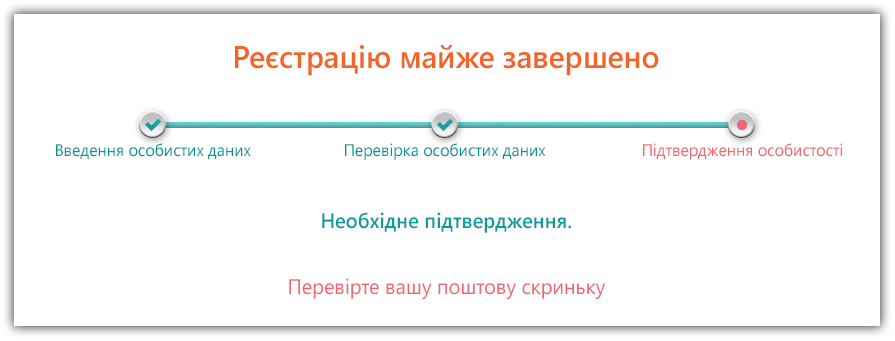 Реєстрацію майже завершено
Введення особистих даних
Перевірка особистих даних
Підтвердження особистості
Необхідне підтвердження.
Перевірте вашу поштову скриньку